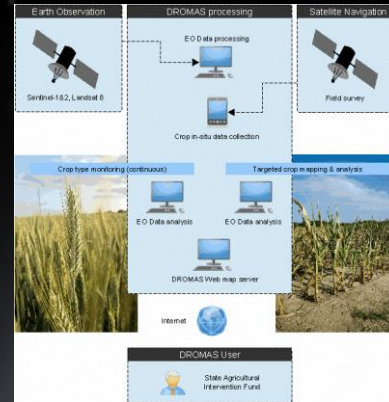 Earth Observation
DROMAS processing
Satellite Navigation
EO Data processing
Sentinel-1&2, Landsat 8
Field survey
Crop in-situ data collection
Crop type monitoring (continuous)
Targeted crop mapping & analysis
EO Data analysis
EO Data analysis
DROMAS Web map server
Internet
DROMAS User
State Agricultural
Intervention Fund